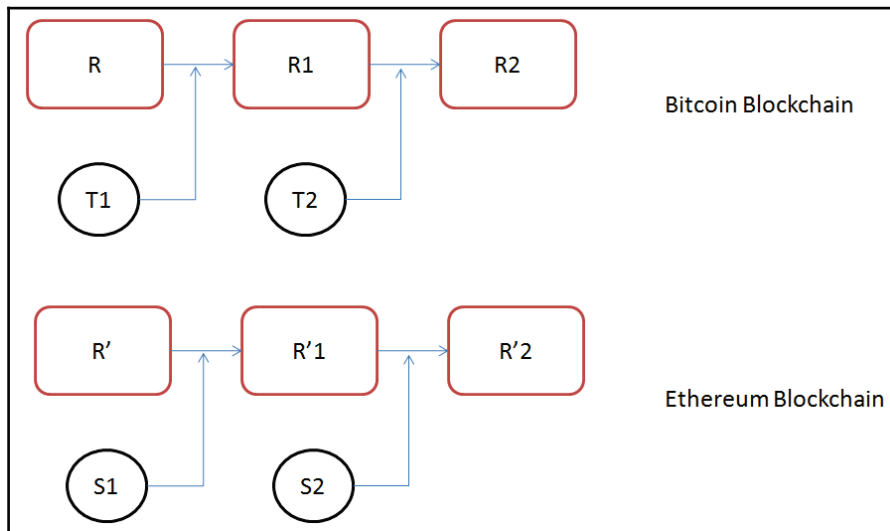 R
R1
R2
Bitcoin Blockchain
T1
T2
R’
R’1
R’2
Ethereum Blockchain
S1
S2